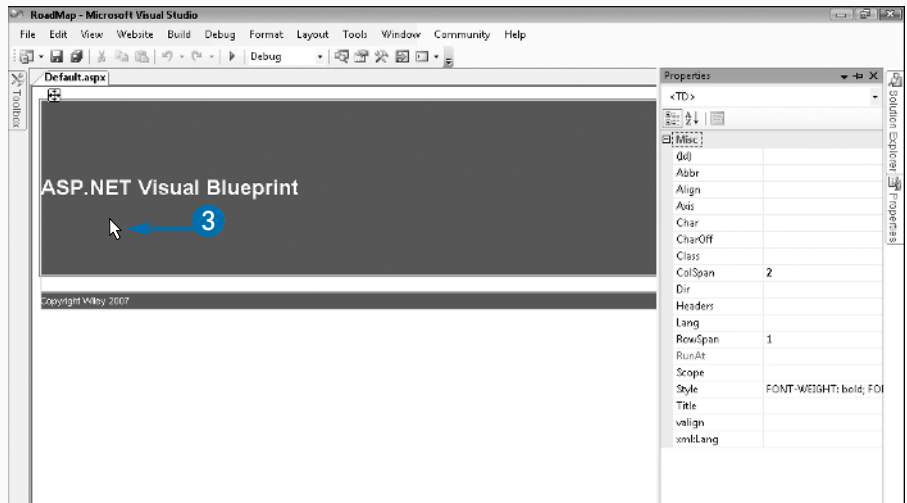 RoadMap - Microsoft Visual Studio
File Edit View Website Build Debug Format Layout Tools Window Community Help
Debug
Toolbox
Default.aspx
ASP.NET Visual Blueprint
3
Copyright Wiley 2007
Properties
<TD>
Misc
(Id)
Abbr
Align
Axis
Char
CharOff
Class
ColSpan 2
Dir
Headers
Lang
RowSpan 1
RunAt
Scope
Style FONT-WEIGHT: bold; FOI
Title
valign
xml:Lang
Solution Explorer
Properties